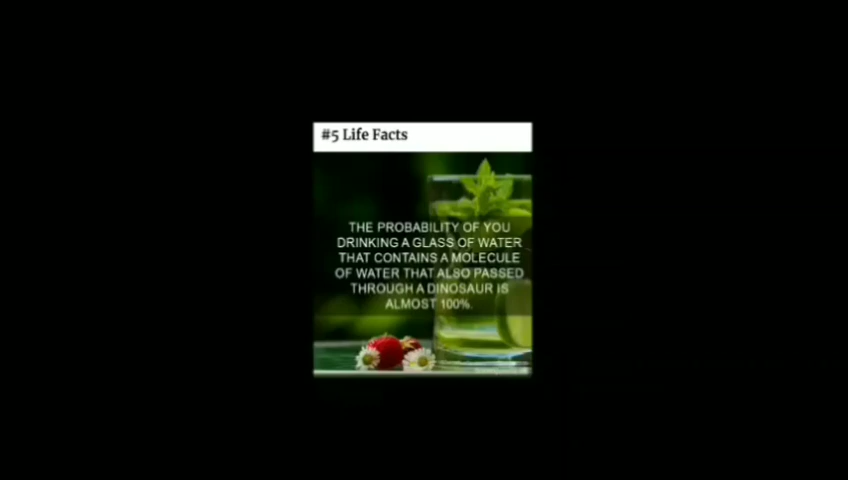 #5 Life Facts
THE PROBABILITY OF YOU
DRINKING A GLASS OF WATER
THAT CONTAINS A MOLECULE
OF WATER THAT ALSO PASSED
THROUGH A DINOSAUR IS
ALMOST 100%.